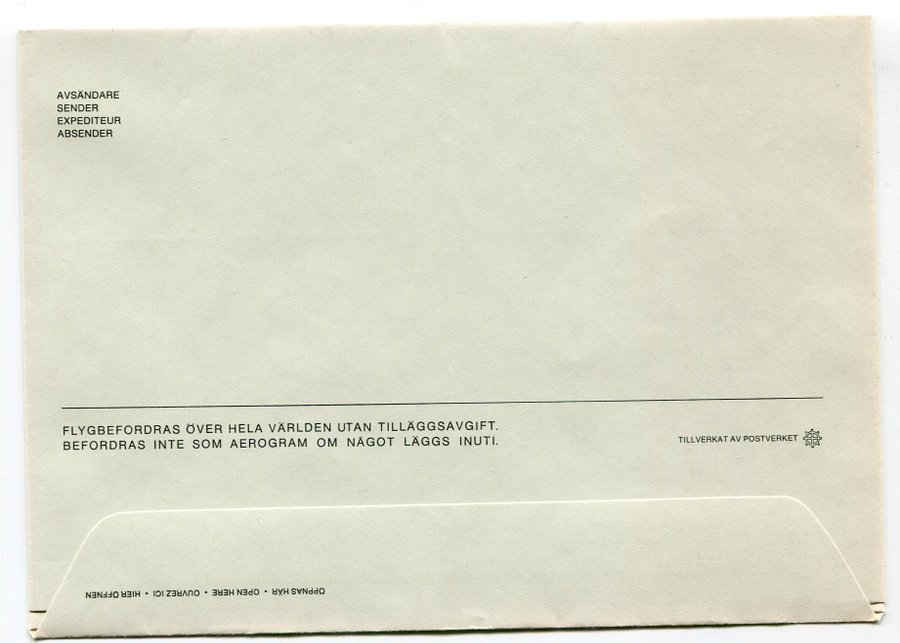 AVSÄNDARE
SENDER
EXPEDITEUR
ABSENDER
FLYGBEFORDRAS ÖVER HELA VÄRLDEN UTAN TILLÄGGSAVGIFT.
BEFORDRAS INTE SOM AEROGRAM OM NÅGOT LÄGGS INUTI.
TILLVERKAT AV POSTVERKET
ÖPPNAS HÄR • OPEN HERE • OUVREZ ICI • HIER ÖFFNEN